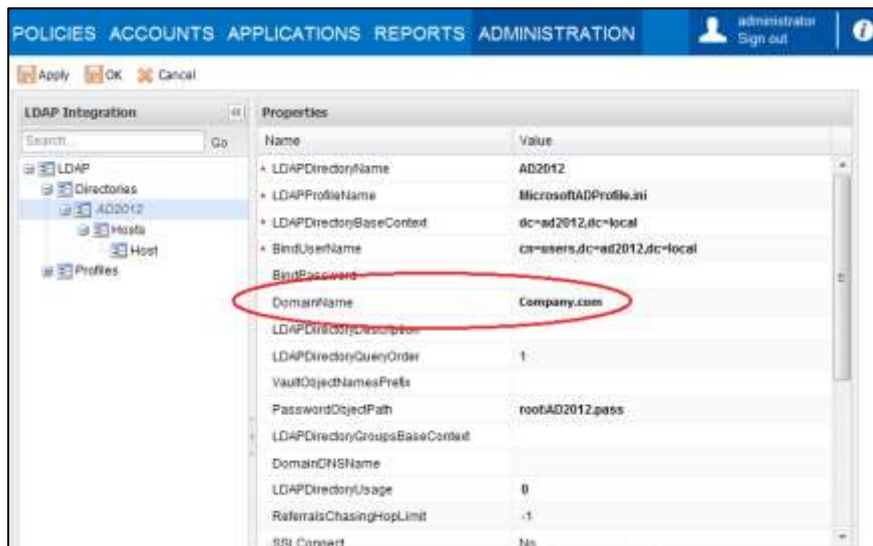 POLICIES ACCOUNTS APPLICATIONS REPORTS ADMINISTRATION
administrator
Sign out
Apply OK Cancel
LDAP Integration
Search...
Go
LDAP
Directories
AD2012
Hosts
Host
Profiles
Properties
Name Value
* LDAPDirectoryName AD2012
* LDAPProfileName MicrosoftADProfile.ini
* LDAPDirectoryBaseContext dc=ad2012,dc=local
* BindUserName cn=users,dc=ad2012,dc=local
BindPassword
DomainName Company.com
LDAPDirectoryDescription
LDAPDirectoryQueryOrder 1
VaultObjectNamesPrefix
PasswordObjectPath root\AD2012.pass
LDAPDirectoryGroupsBaseContext
DomainDNSName
LDAPDirectoryUsage 0
ReferralsChasingHopLimit -1
SSLConnect No